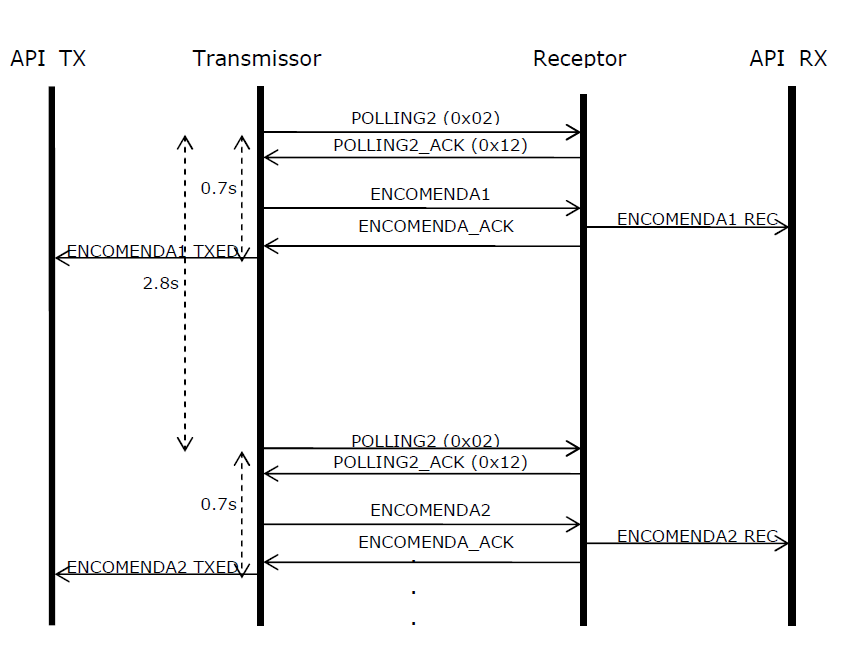 API TX
Transmissor
Receptor
API RX
POLLING2 (0x02)
POLLING2_ACK (0x12)
0.7s
ENCOMENDA1
ENCOMENDA1 REC
ENCOMENDA_ACK
ENCOMENDA1 TXED
2.8s
POLLING2 (0x02)
POLLING2_ACK (0x12)
0.7s
ENCOMENDA2
ENCOMENDA2 REC
ENCOMENDA_ACK
ENCOMENDA2 TXED
.
.
.